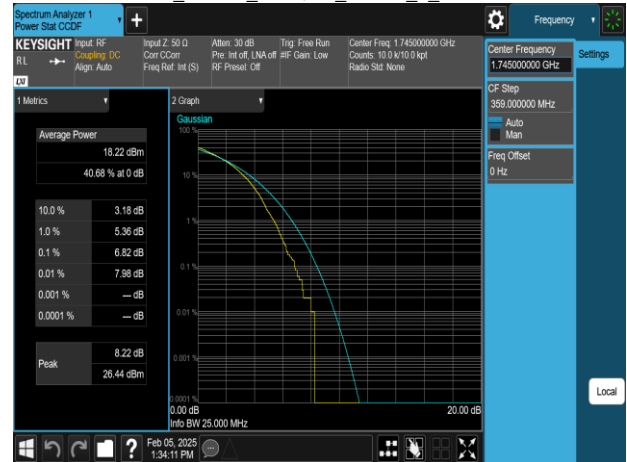 Spectrum Analyzer 1
Power Stat CCDF
Frequency
KEYSIGHT
RL
LXI
Input: RF
Coupling: DC
Align: Auto
Input Z: 50 Ω
Corr CCorr
Freq Ref: Int (S)
Atten: 30 dB
Pre: Int off, LNA off
RF Presel: Off
Trig: Free Run
#IF Gain: Low
Center Freq: 1.745000000 GHz
Counts: 10.0 k/10.0 kpt
Radio Std: None
Center Frequency
1.745000000 GHz
Settings
CF Step
359.000000 MHz
Auto
Man
Freq Offset
0 Hz
1 Metrics
Average Power
18.22 dBm
40.68 % at 0 dB
10.0 % 3.18 dB
1.0 % 5.36 dB
0.1 % 6.82 dB
0.01 % 7.98 dB
0.001 % --- dB
0.0001 % --- dB
Peak
8.22 dB
26.44 dBm
2 Graph
Gaussian
100 %
10 %
1 %
0.1 %
0.01 %
0.001 %
0.0001 %
0.00 dB 20.00 dB
Info BW 25.000 MHz
Local
Feb 05, 2025
1:34:11 PM